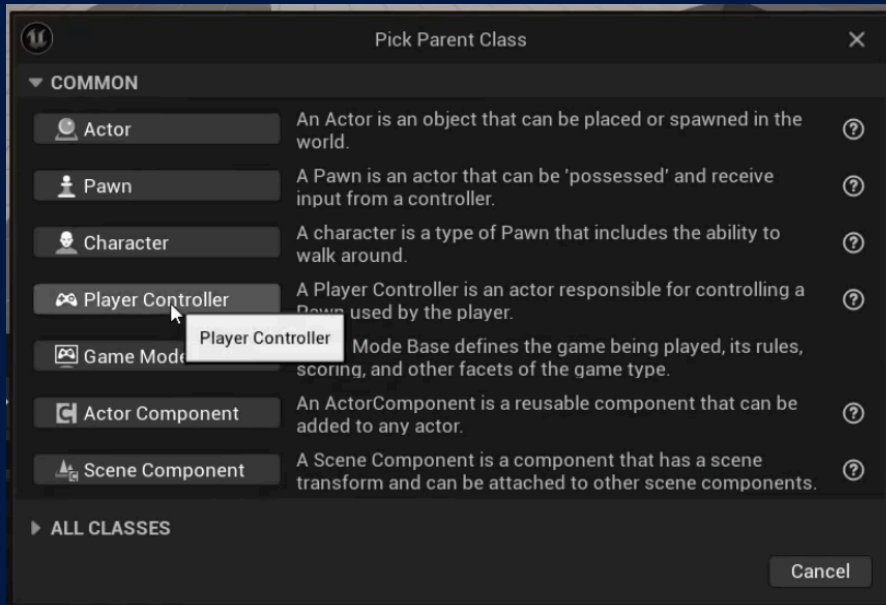 Pick Parent Class
COMMON
Actor
An Actor is an object that can be placed or spawned in the
world.
Pawn
A Pawn is an actor that can be 'possessed' and receive
input from a controller.
Character
A character is a type of Pawn that includes the ability to
walk around.
Player Controller
A Player Controller is an actor responsible for controlling a
Pawn used by the player.
Player Controller
Game Mode
Mode Base defines the game being played, its rules,
scoring, and other facets of the game type.
Actor Component
An ActorComponent is a reusable component that can be
added to any actor.
Scene Component
A Scene Component is a component that has a scene
transform and can be attached to other scene components.
ALL CLASSES
Cancel